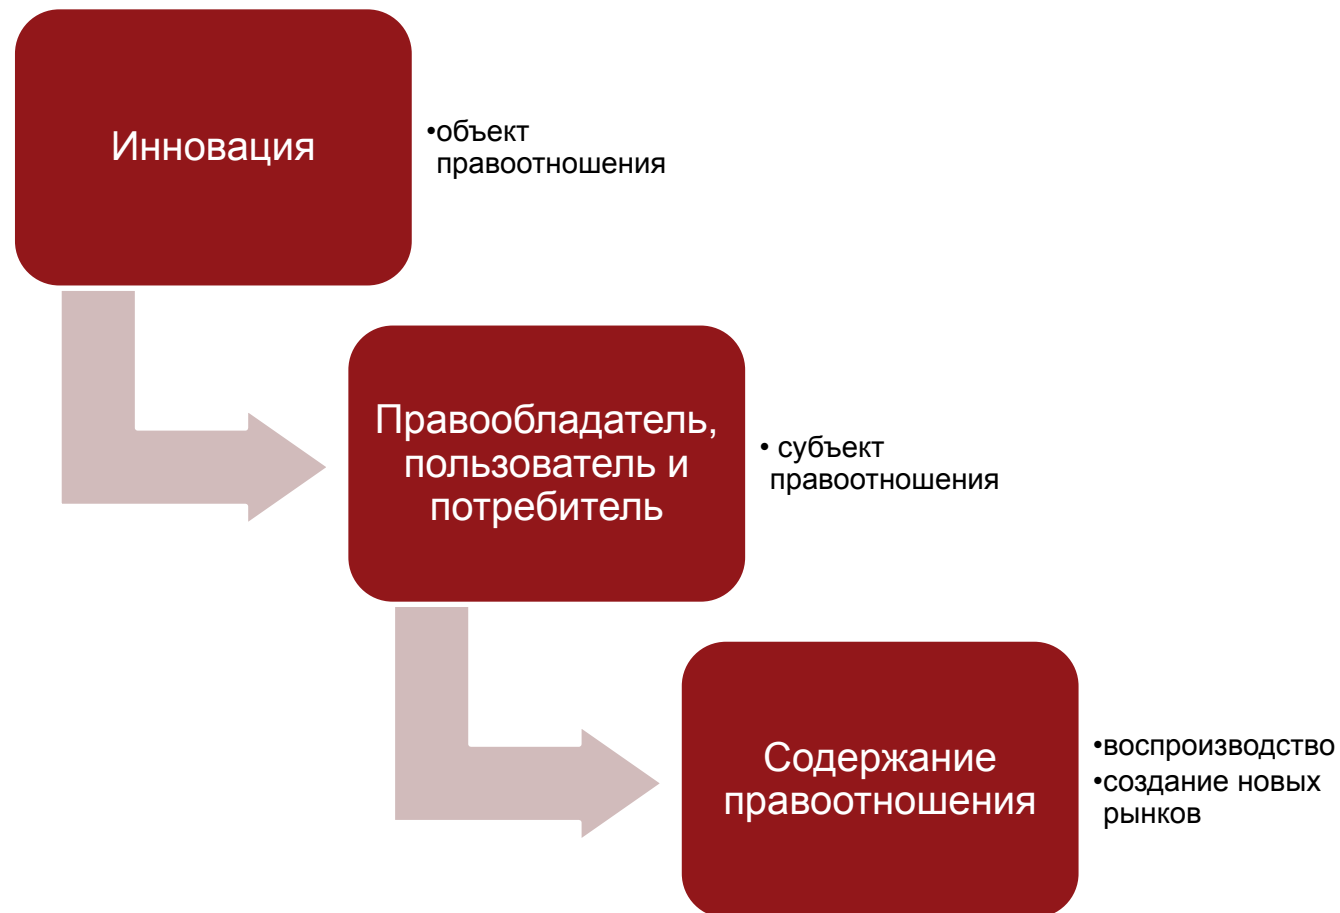 Инновация
•объект
правоотношения
Правообладатель,
пользователь и
потребитель
• субъект
правоотношения
Содержание
правоотношения
•воспроизводство
•создание новых
рынков